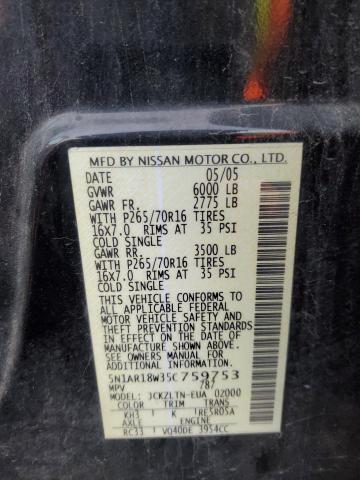 MFD BY NISSAN MOTOR CO., LTD.
DATE 05/05
GVWR 6000 LB
GAWR FR. 2775 LB
WITH P265/70R16 TIRES
16X7.0 RIMS AT 35 PSI
COLD SINGLE
GAWR RR. 3500 LB
WITH P265/70R16 TIRES
16X7.0 RIMS AT 35 PSI
COLD SINGLE
THIS VEHICLE CONFORMS TO
ALL APPLICABLE FEDERAL
MOTOR VEHICLE SAFETY AND
THEFT PREVENTION STANDARDS
IN EFFECT ON THE DATE OF
MANUFACTURE SHOWN ABOVE
SEE OWNERS MANUAL FOR
ADDITIONAL INFORMATION
5N1AR18W35C759753
MPV 787
JCKZLTN-EUA 02000
COLOR TRIM TRANS
KH3 K RE5R05A
AXLE ENGINE
RC33 VQ40DE 3954CC